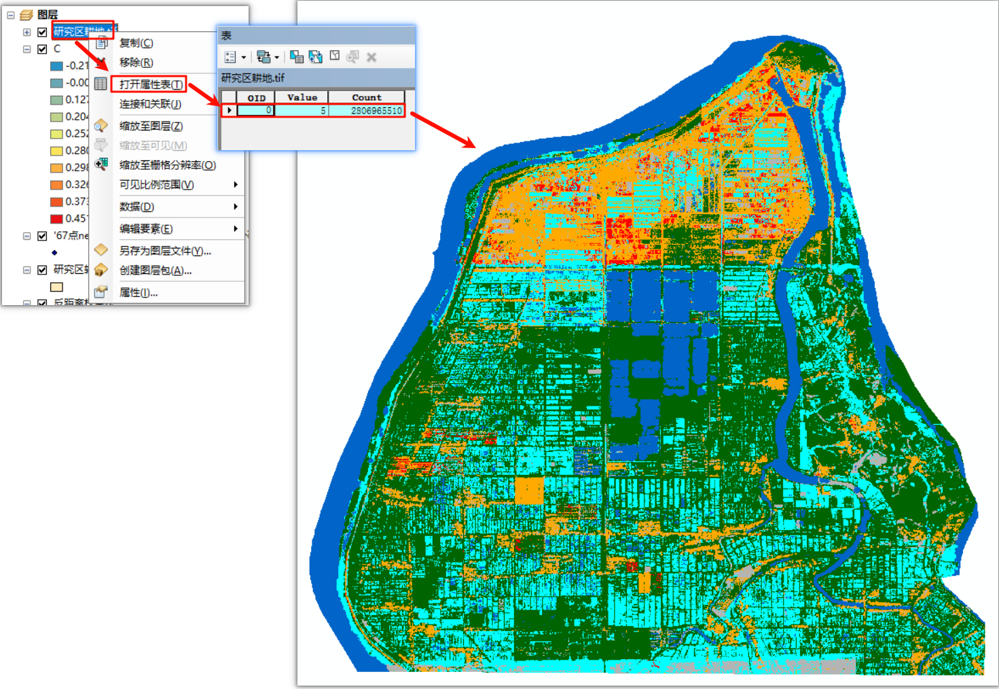 图层
研究区耕地.tif
C
-0.21
-0.00
0.127
0.204
0.252
0.280
0.298
0.326
0.373
0.457
'67点ne
研究区
复制(C)
移除(R)
打开属性表(T)
连接和关联(J)
缩放至图层(Z)
缩放至可见(M)
缩放至栅格分辨率(O)
可见比例范围(V)
数据(D)
编辑要素(E)
另存为图层文件(Y)...
创建图层包(A)...
属性(I)...
表
研究区耕地.tif
OID Value Count
0 5 2806965510